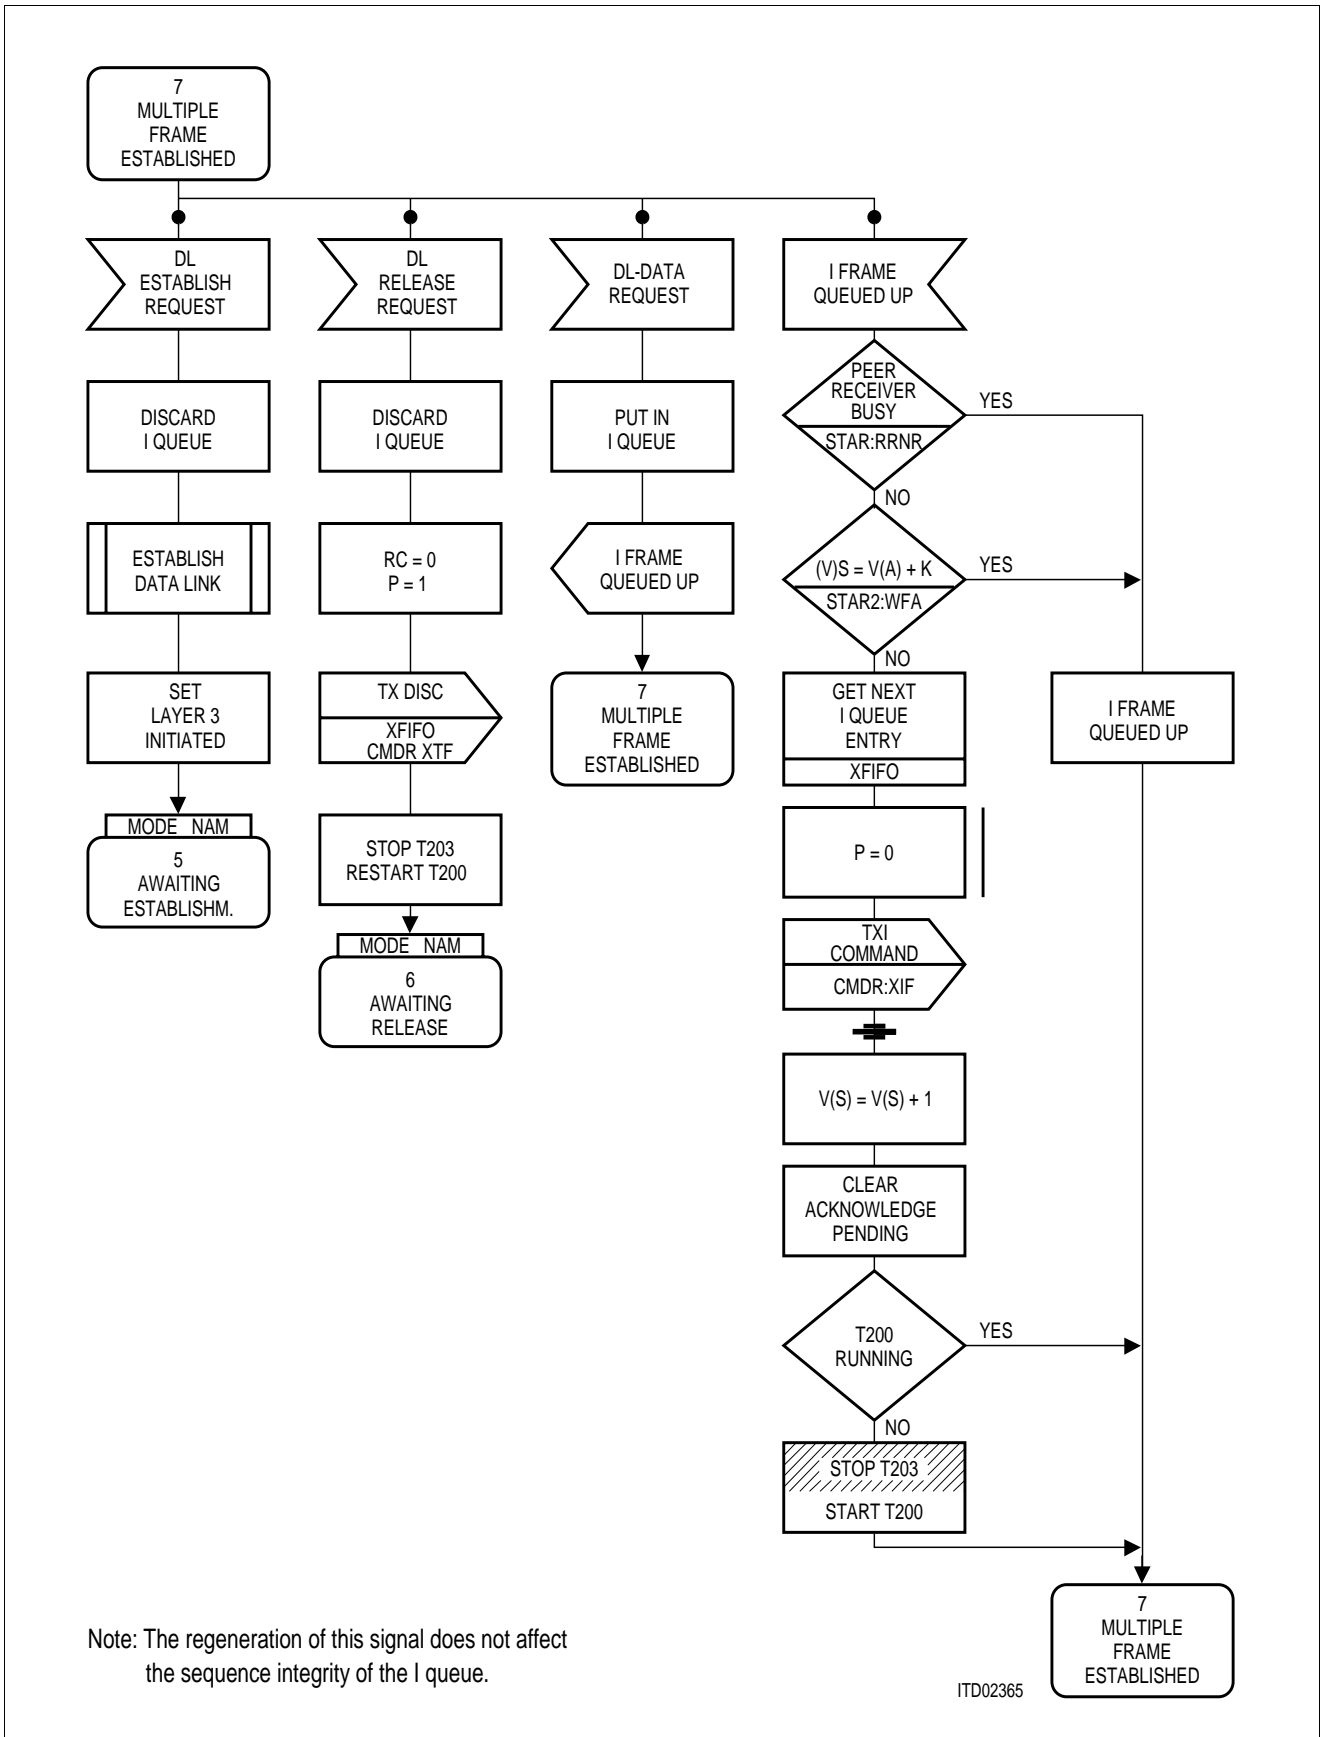 7
MULTIPLE
FRAME
ESTABLISHED
DL
ESTABLISH
REQUEST
DISCARD
I QUEUE
ESTABLISH
DATA LINK
SET
LAYER 3
INITIATED
MODE NAM
5
AWAITING
ESTABLISHM.
DL
RELEASE
REQUEST
DISCARD
I QUEUE
RC = 0
P = 1
TX DISC
XFIFO
CMDR XTF
STOP T203
RESTART T200
MODE NAM
6
AWAITING
RELEASE
DL-DATA
REQUEST
PUT IN
I QUEUE
I FRAME
QUEUED UP
7
MULTIPLE
FRAME
ESTABLISHED
I FRAME
QUEUED UP
PEER
RECEIVER
BUSY
STAR:RRNR
YES
NO
(V)S = V(A) + K
STAR2:WFA
YES
NO
GET NEXT
I QUEUE
ENTRY
XFIFO
I FRAME
QUEUED UP
P = 0
TXI
COMMAND
CMDR:XIF
V(S) = V(S) + 1
CLEAR
ACKNOWLEDGE
PENDING
T200
RUNNING
YES
NO
STOP T203
START T200
7
MULTIPLE
FRAME
ESTABLISHED
Note: The regeneration of this signal does not affect
the sequence integrity of the I queue.
ITD02365